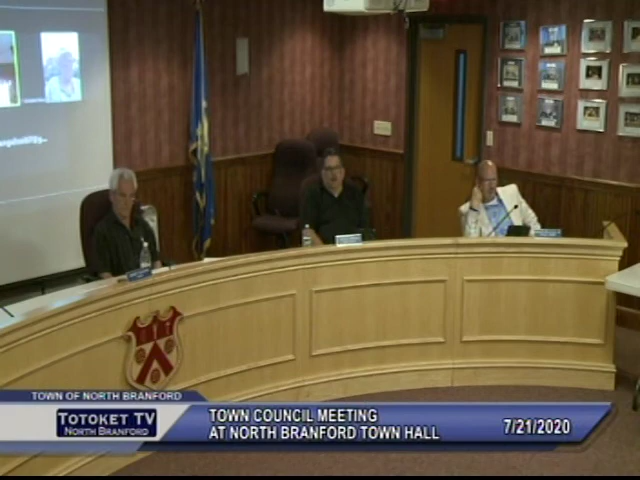 TOWN OF NORTH BRANFORD
TOTOKET TV
NORTH BRANFORD
TOWN COUNCIL MEETING
AT NORTH BRANFORD TOWN HALL
7/21/2020